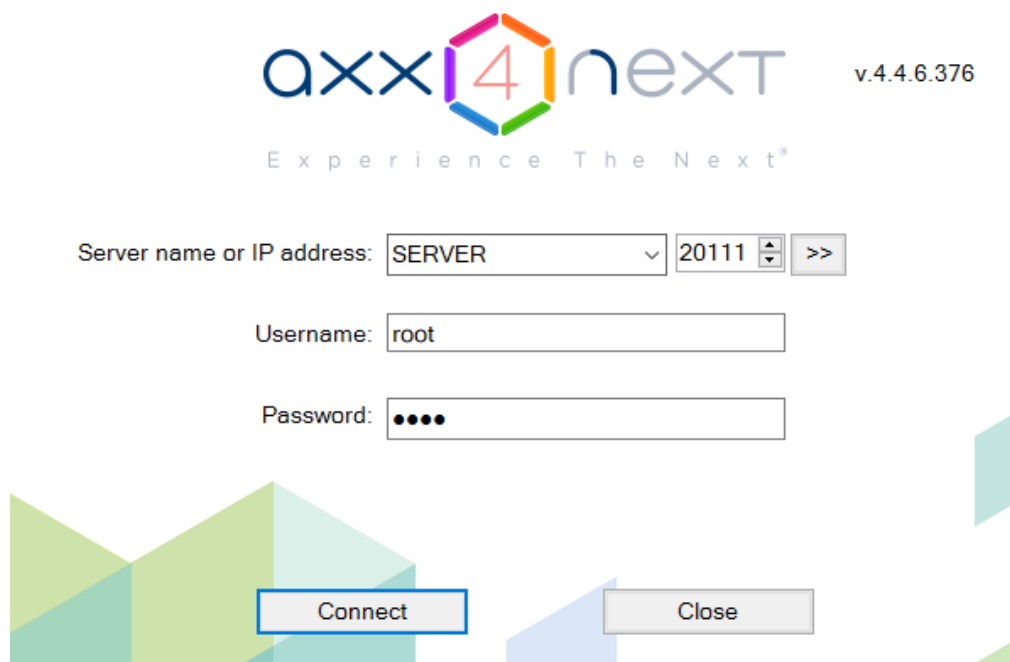 axx4next
v.4.4.6.376
Experience The Next®
Server name or IP address: SERVER 20111 >>
Username: root
Password: ●●●●
Connect Close